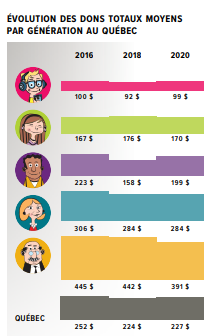 ÉVOLUTION DES DONS TOTAUX MOYENS
PAR GÉNÉRATION AU QUÉBEC
2016 2018 2020
100 $ 92 $ 99 $
167 $ 176 $ 170 $
223 $ 158 $ 199 $
306 $ 284 $ 284 $
445 $ 442 $ 391 $
QUÉBEC
252 $ 224 $ 227 $